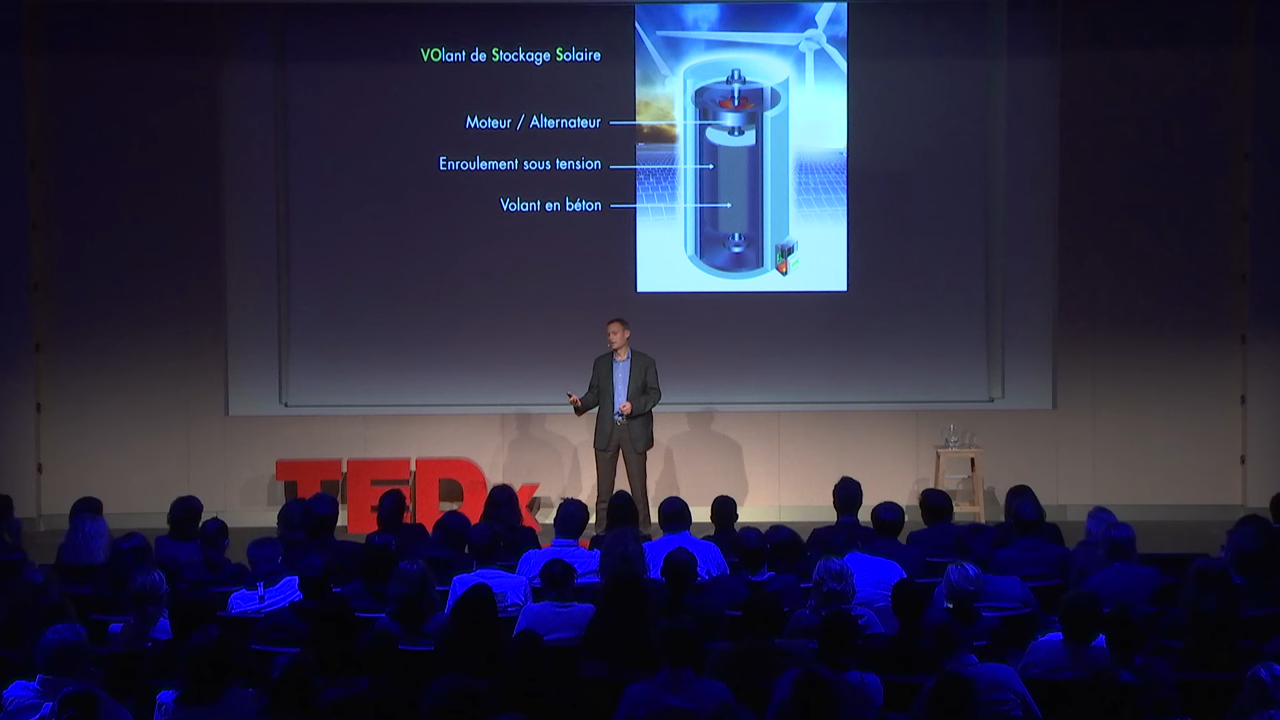 VOlant de Stockage Solaire
Moteur / Alternateur
Enroulement sous tension
Volant en béton
TEDx